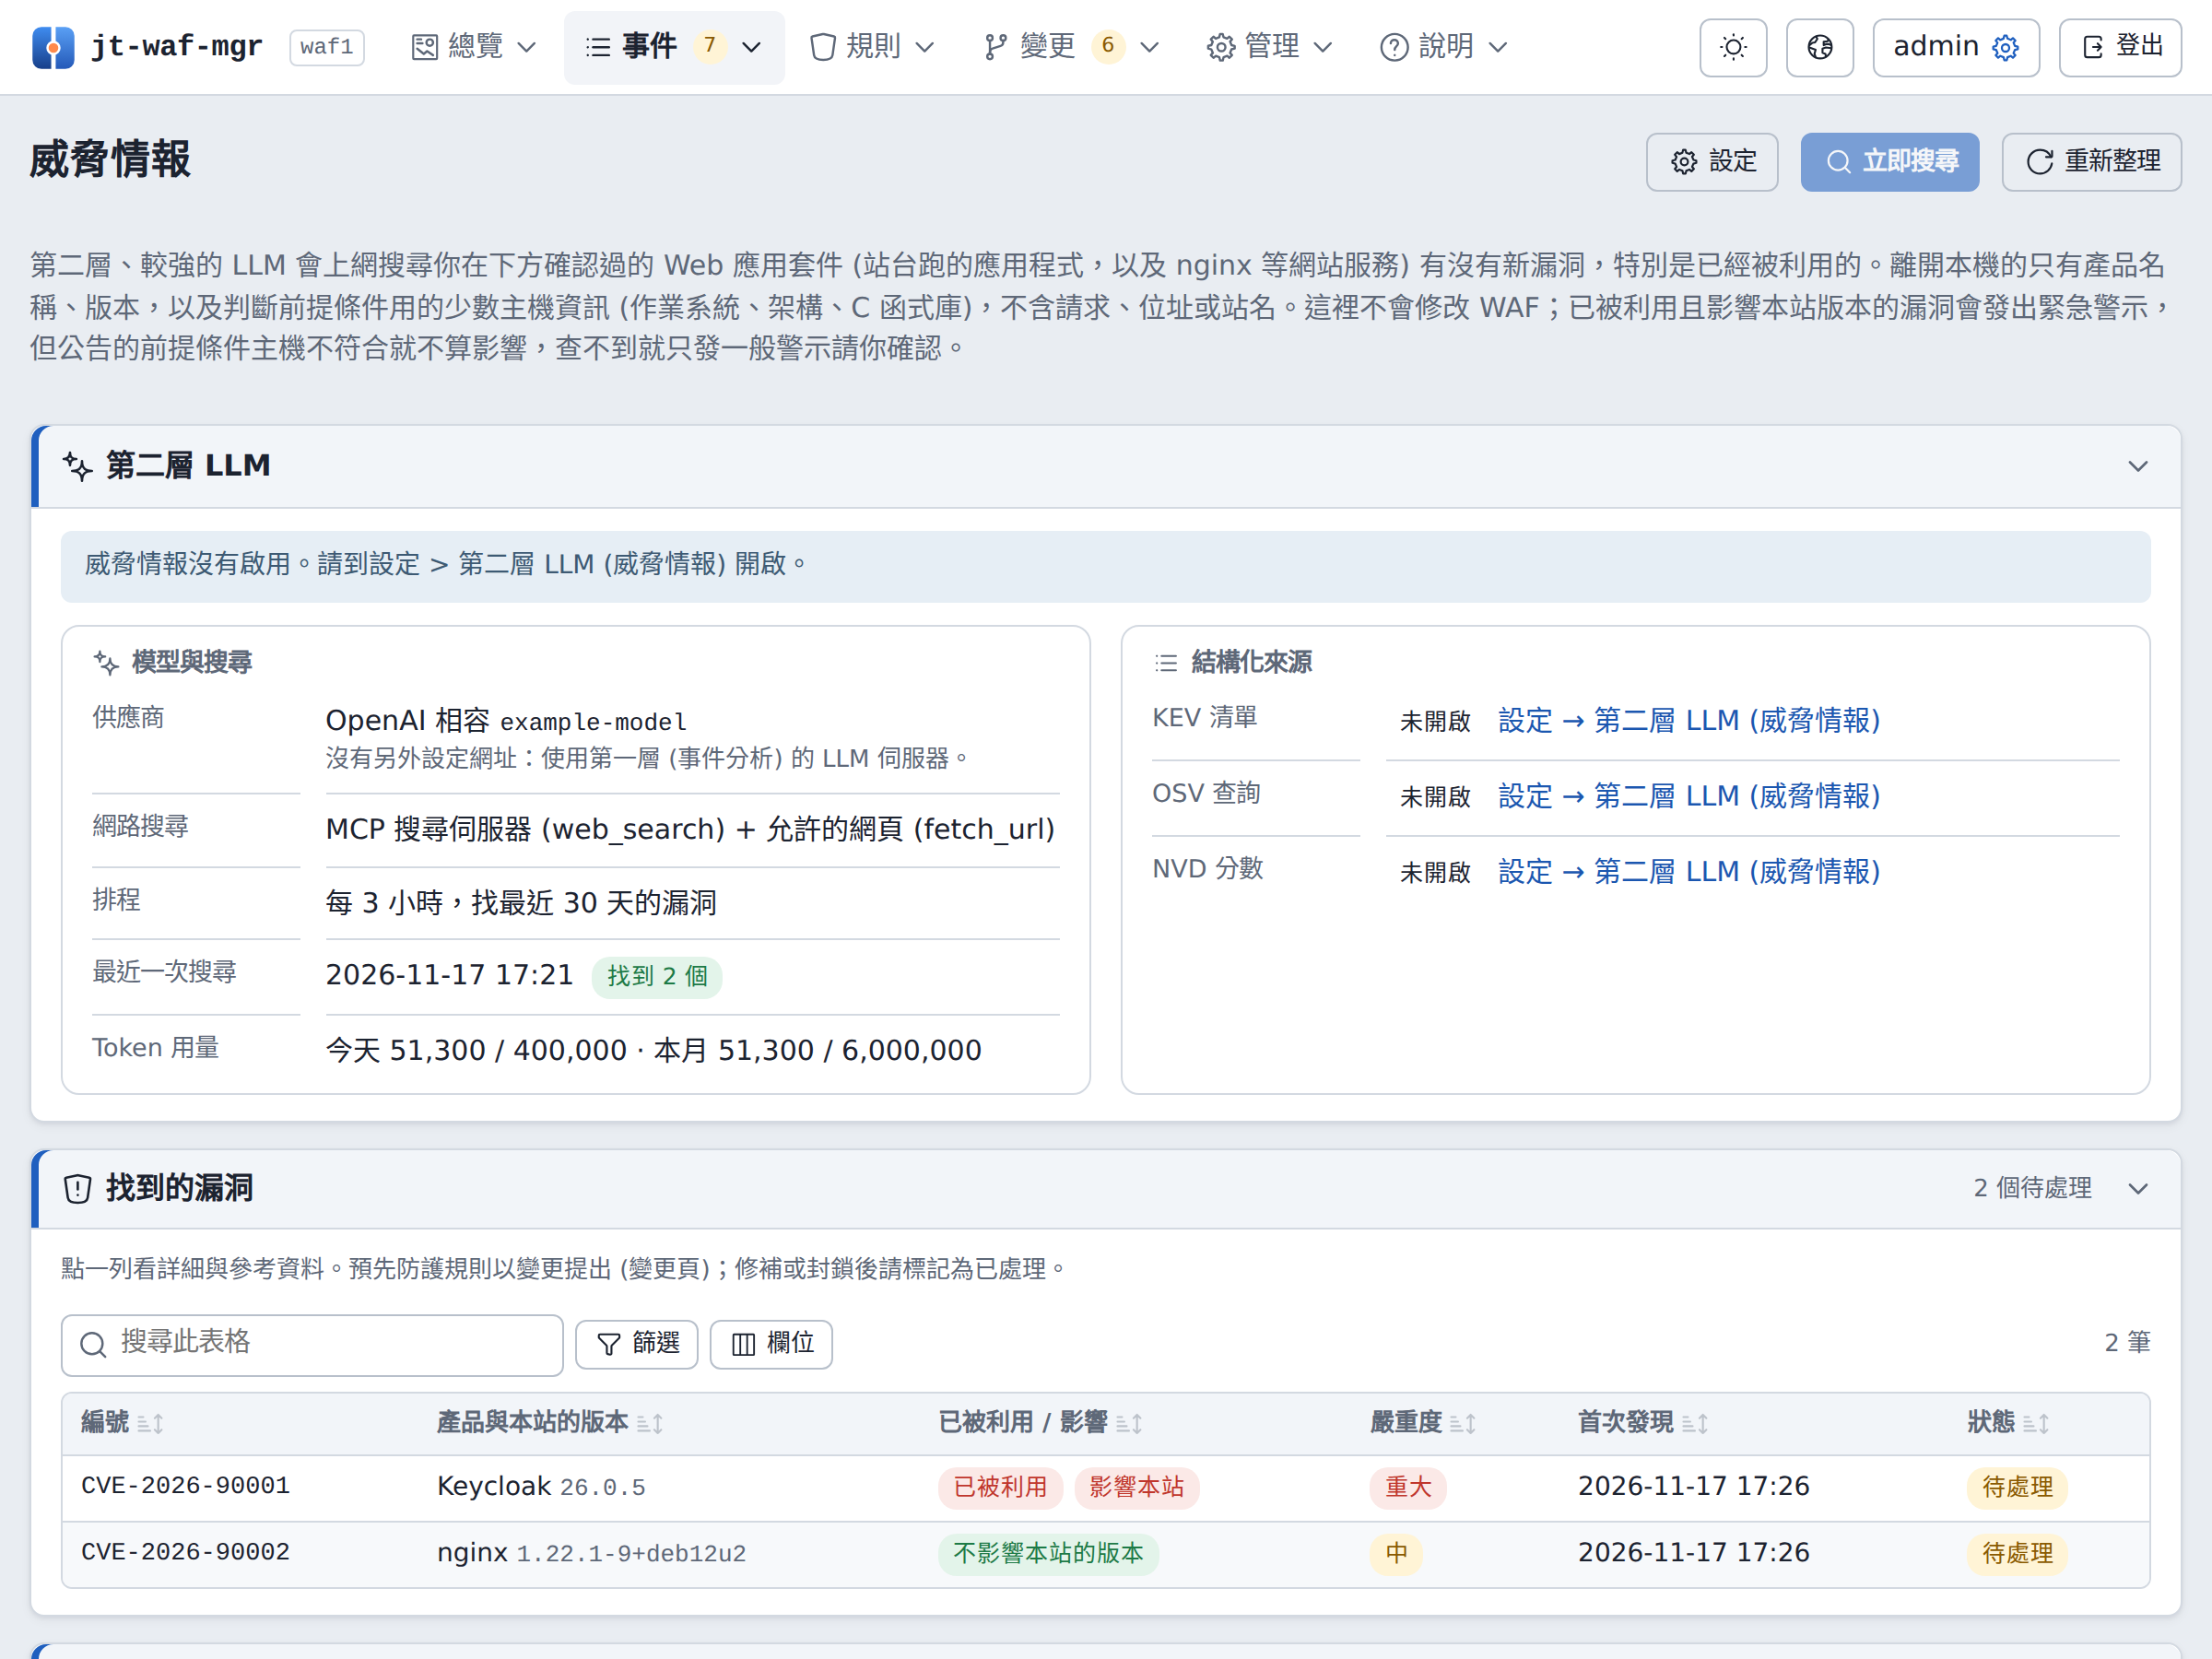 jt-waf-mgr waf1 總覽 事件 7 規則 變更 6 管理 說明 admin 登出
威脅情報 設定 立即搜尋 重新整理
第二層、較強的 LLM 會上網搜尋你在下方確認過的 Web 應用套件 (站台跑的應用程式，以及 nginx 等網站服務) 有沒有新漏洞，特別是已經被利用的。離開本機的只有產品名
稱、版本，以及判斷前提條件用的少數主機資訊 (作業系統、架構、C 函式庫)，不含請求、位址或站名。這裡不會修改 WAF；已被利用且影響本站版本的漏洞會發出緊急警示，
但公告的前提條件主機不符合就不算影響，查不到就只發一般警示請你確認。
第二層 LLM
威脅情報沒有啟用。請到設定 > 第二層 LLM (威脅情報) 開啟。
模型與搜尋
供應商 OpenAI 相容 example-model
沒有另外設定網址：使用第一層 (事件分析) 的 LLM 伺服器。
網路搜尋 MCP 搜尋伺服器 (web_search) + 允許的網頁 (fetch_url)
排程 每 3 小時，找最近 30 天的漏洞
最近一次搜尋 2026-11-17 17:21 找到 2 個
Token 用量 今天 51,300 / 400,000 · 本月 51,300 / 6,000,000
結構化來源
KEV 清單 未開啟 設定 → 第二層 LLM (威脅情報)
OSV 查詢 未開啟 設定 → 第二層 LLM (威脅情報)
NVD 分數 未開啟 設定 → 第二層 LLM (威脅情報)
找到的漏洞 2 個待處理
點一列看詳細與參考資料。預先防護規則以變更提出 (變更頁)；修補或封鎖後請標記為已處理。
搜尋此表格 篩選 欄位 2 筆
編號 產品與本站的版本 已被利用 / 影響 嚴重度 首次發現 狀態
CVE-2026-90001 Keycloak 26.0.5 已被利用 影響本站 重大 2026-11-17 17:26 待處理
CVE-2026-90002 nginx 1.22.1-9+deb12u2 不影響本站的版本 中 2026-11-17 17:26 待處理